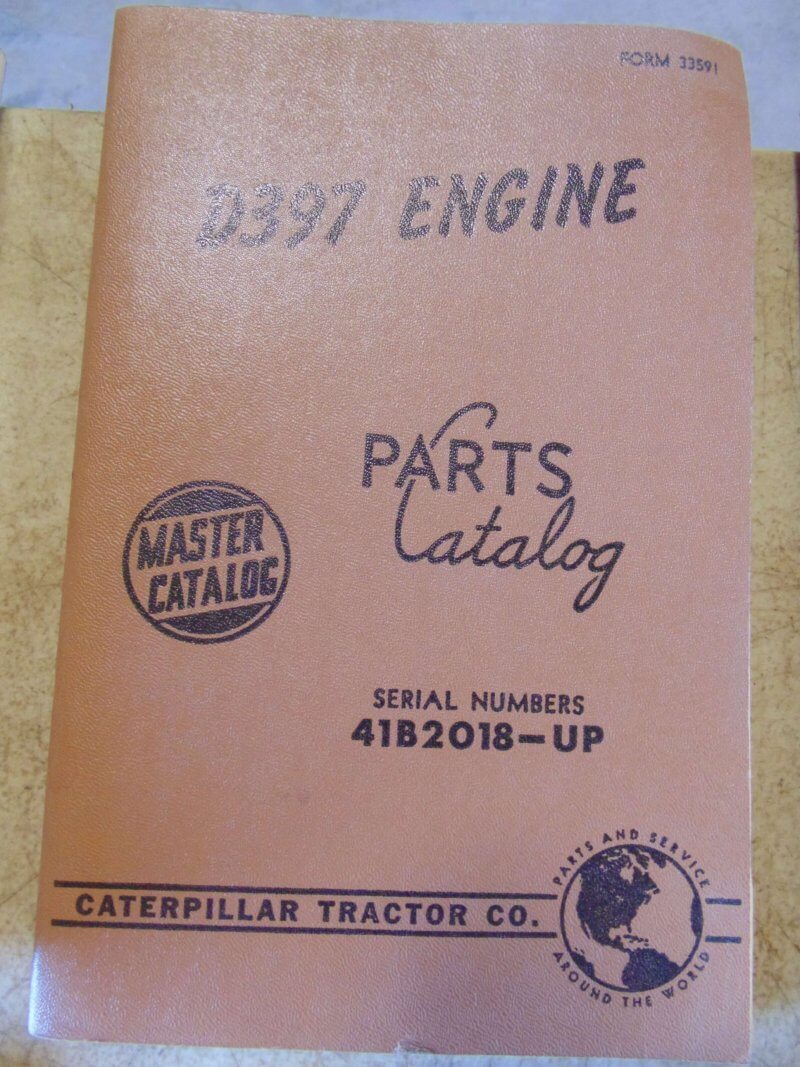 FORM 33591
D397 ENGINE
PARTS
Catalog
MASTER
CATALOG
SERIAL NUMBERS
41B2018-UP
CATERPILLAR TRACTOR CO.
PARTS AND SERVICE
AROUND THE WORLD